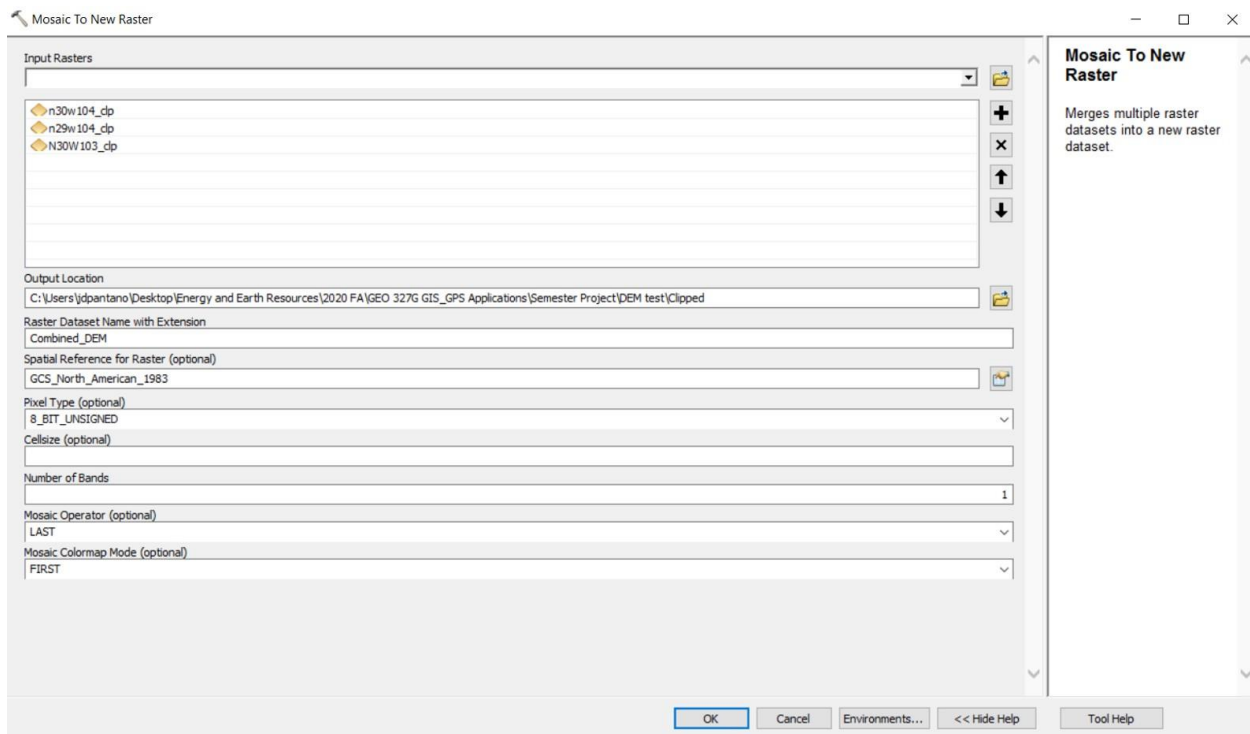 Mosaic To New Raster
Input Rasters
n30w104_clp
n29w104_clp
N30W103_clp
Output Location
C:\Users\jdpantano\Desktop\Energy and Earth Resources\2020 FA\GEO 327G GIS_GPS Applications\Semester Project\DEM test\Clipped
Raster Dataset Name with Extension
Combined_DEM
Spatial Reference for Raster (optional)
GCS_North_American_1983
Pixel Type (optional)
8_BIT_UNSIGNED
Cellsize (optional)
Number of Bands
1
Mosaic Operator (optional)
LAST
Mosaic Colormap Mode (optional)
FIRST
Mosaic To New
Raster
Merges multiple raster
datasets into a new raster
dataset.
OK Cancel Environments... << Hide Help Tool Help